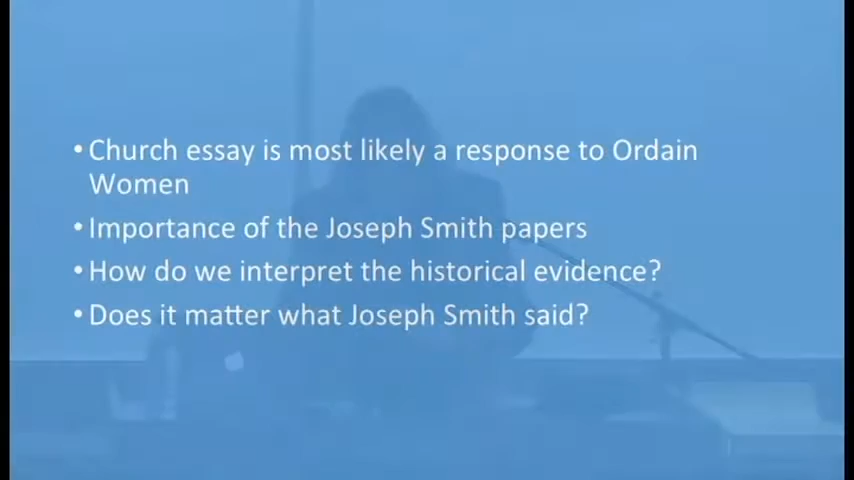 • Church essay is most likely a response to Ordain
Women
• Importance of the Joseph Smith papers
• How do we interpret the historical evidence?
• Does it matter what Joseph Smith said?